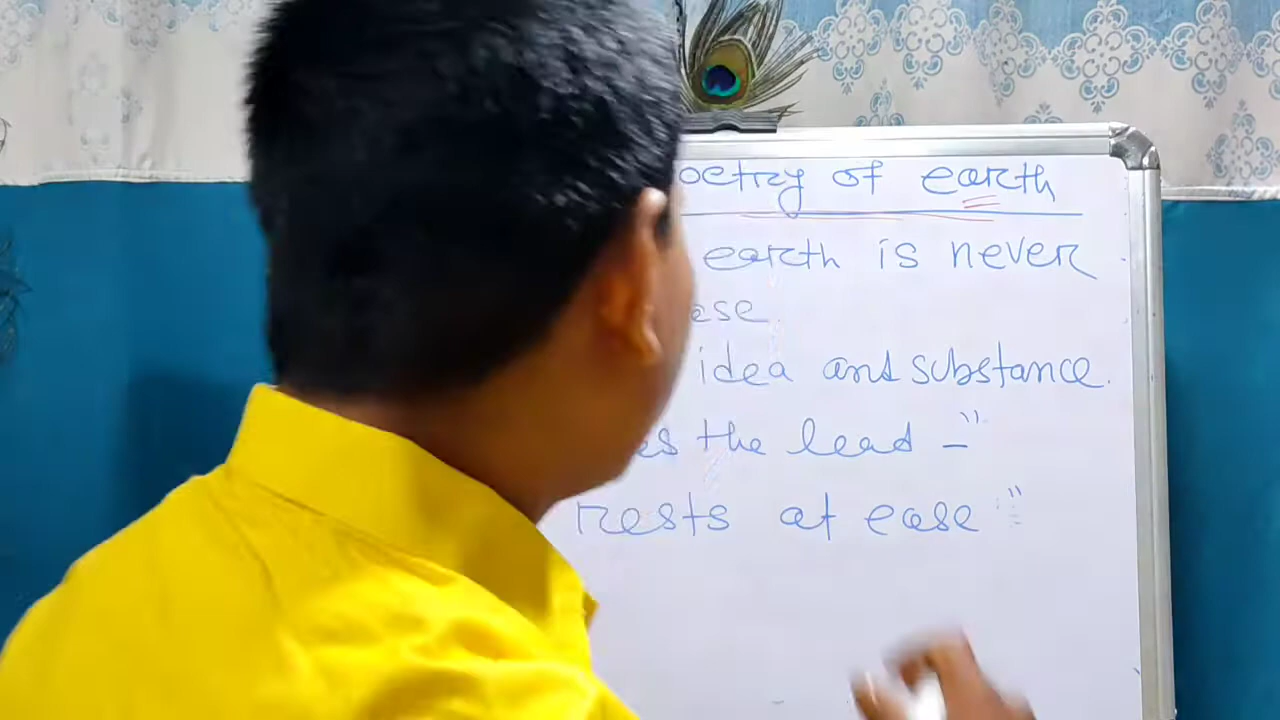 oetry of earth
earth is never
ese
idea and substance.
es the lead -"
rests at ease"